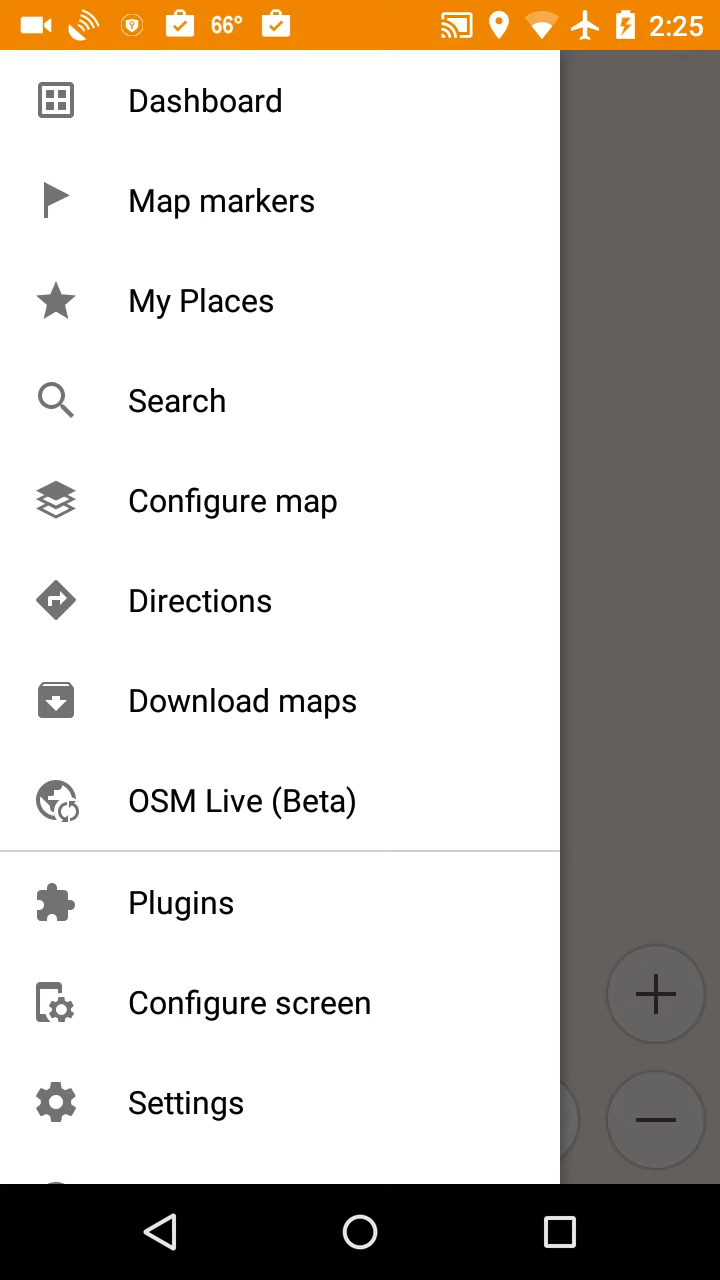 66°
2:25
Dashboard
Map markers
My Places
Search
Configure map
Directions
Download maps
OSM Live (Beta)
Plugins
Configure screen
Settings